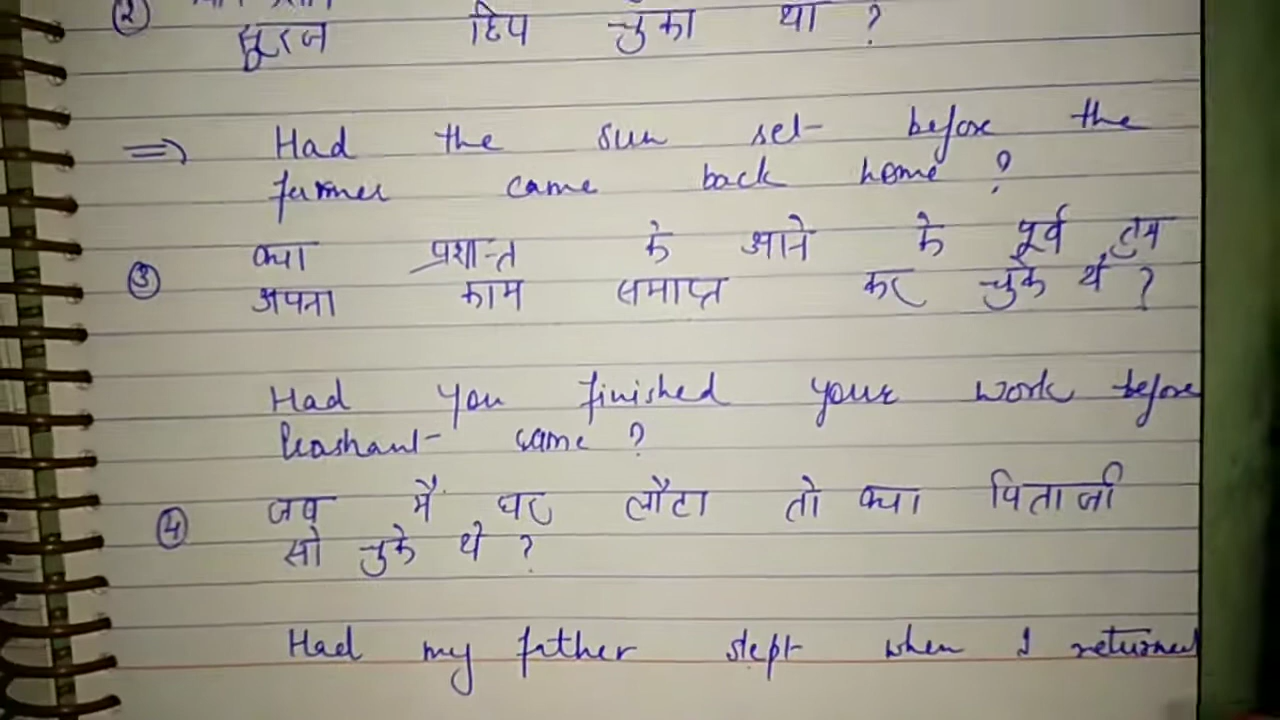 ②
सूरज छिप चुका था ?
⇒ Had the sun set before the
farmer came back home ?
③ क्या प्रशान्त के आने के पूर्व तुम
अपना काम समाप्त कर चुके थे ?
Had you finished your work before
Prashant came ?
④ जब मैं घर लौटा तो क्या पिताजी
सो चुके थे ?
Had my father slept when I returned